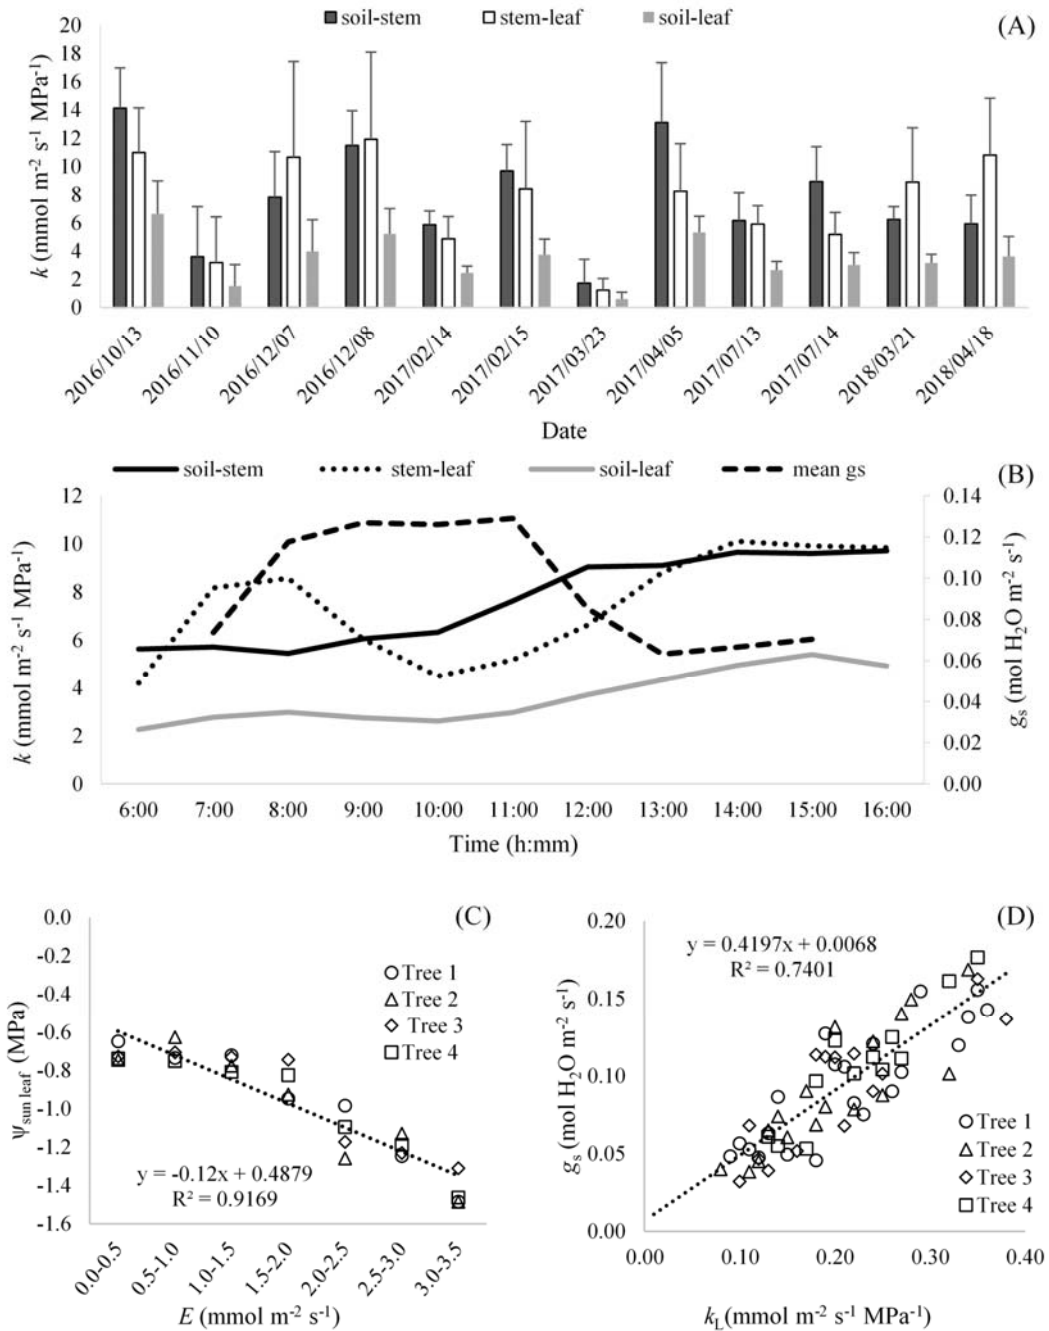 soil-stem stem-leaf soil-leaf (A)
k (mmol m⁻² s⁻¹ MPa⁻¹)
20
18
16
14
12
10
8
6
4
2
0
2016/10/13 2016/11/10 2016/12/07 2016/12/08 2017/02/14 2017/02/15 2017/03/23 2017/04/05 2017/07/13 2017/07/14 2018/03/21 2018/04/18
Date
soil-stem stem-leaf soil-leaf mean gs (B)
k (mmol m⁻² s⁻¹ MPa⁻¹)
12
10
8
6
4
2
0
0.14
0.12
0.10
0.08
0.06
0.04
0.02
0.00
gs (mol H₂O m⁻² s⁻¹)
6:00 7:00 8:00 9:00 10:00 11:00 12:00 13:00 14:00 15:00 16:00
Time (h:mm)
(C)
Ψsun leaf (MPa)
0.0
-0.2
-0.4
-0.6
-0.8
-1.0
-1.2
-1.4
-1.6
Tree 1
Tree 2
Tree 3
Tree 4
y = -0.12x + 0.4879
R² = 0.9169
0.0-0.5 0.5-1.0 1.0-1.5 1.5-2.0 2.0-2.5 2.5-3.0 3.0-3.5
E (mmol m⁻² s⁻¹)
(D)
gs (mol H₂O m⁻² s⁻¹)
0.20
0.15
0.10
0.05
0.00
y = 0.4197x + 0.0068
R² = 0.7401
Tree 1
Tree 2
Tree 3
Tree 4
0.00 0.10 0.20 0.30 0.40
kL(mmol m⁻² s⁻¹ MPa⁻¹)